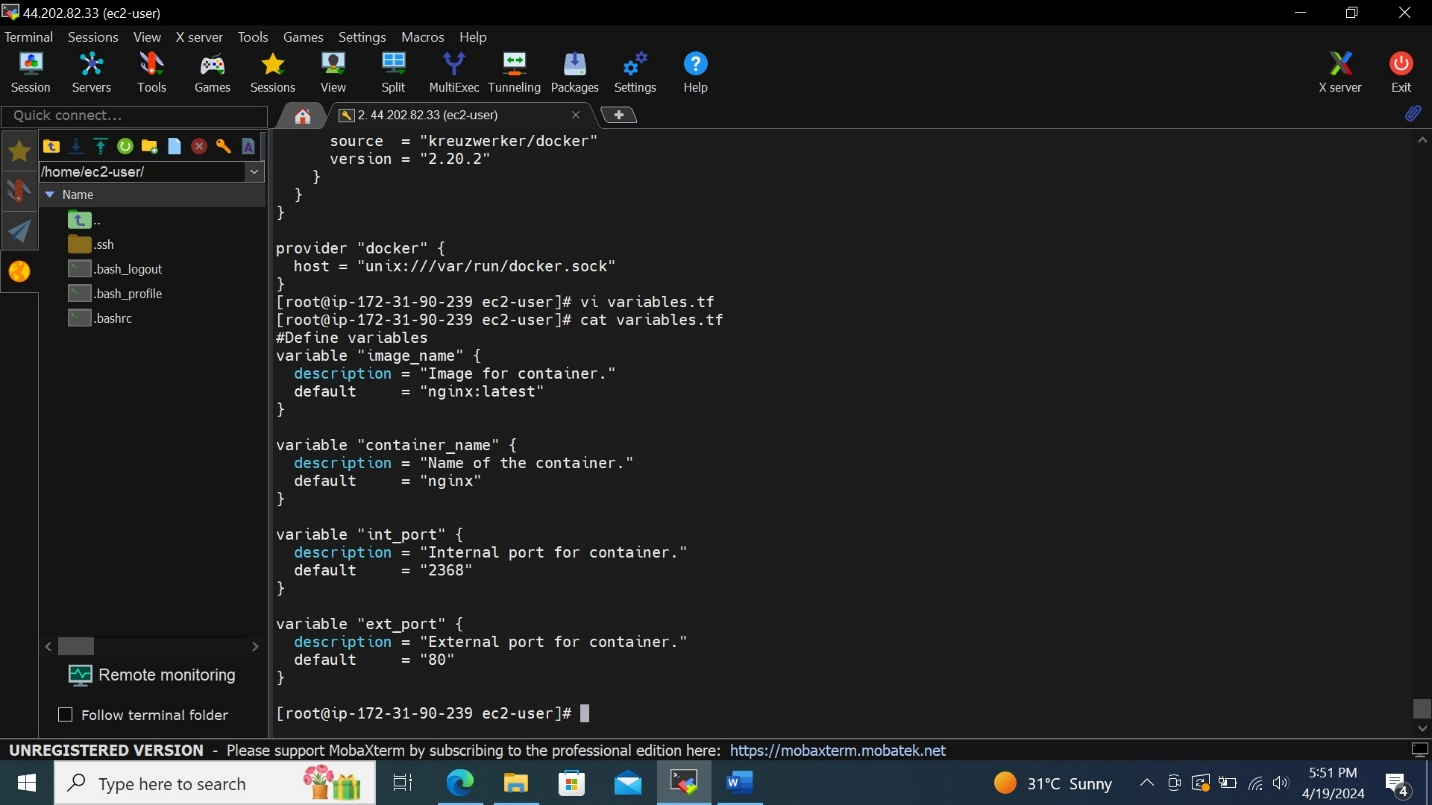 44.202.82.33 (ec2-user)
Terminal Sessions View X server Tools Games Settings Macros Help
Session Servers Tools Games Sessions View Split MultiExec Tunneling Packages Settings Help X server Exit
Quick connect...
2. 44.202.82.33 (ec2-user)
/home/ec2-user/
Name
..
.ssh
.bash_logout
.bash_profile
.bashrc
Remote monitoring
Follow terminal folder
      source  = "kreuzwerker/docker"
      version = "2.20.2"
    }
  }
}
provider "docker" {
  host = "unix:///var/run/docker.sock"
}
[root@ip-172-31-90-239 ec2-user]# vi variables.tf
[root@ip-172-31-90-239 ec2-user]# cat variables.tf
#Define variables
variable "image_name" {
  description = "Image for container."
  default     = "nginx:latest"
}
variable "container_name" {
  description = "Name of the container."
  default     = "nginx"
}
variable "int_port" {
  description = "Internal port for container."
  default     = "2368"
}
variable "ext_port" {
  description = "External port for container."
  default     = "80"
}
[root@ip-172-31-90-239 ec2-user]#
UNREGISTERED VERSION - Please support MobaXterm by subscribing to the professional edition here: https://mobaxterm.mobatek.net
Type here to search
31°C Sunny
5:51 PM
4/19/2024
4